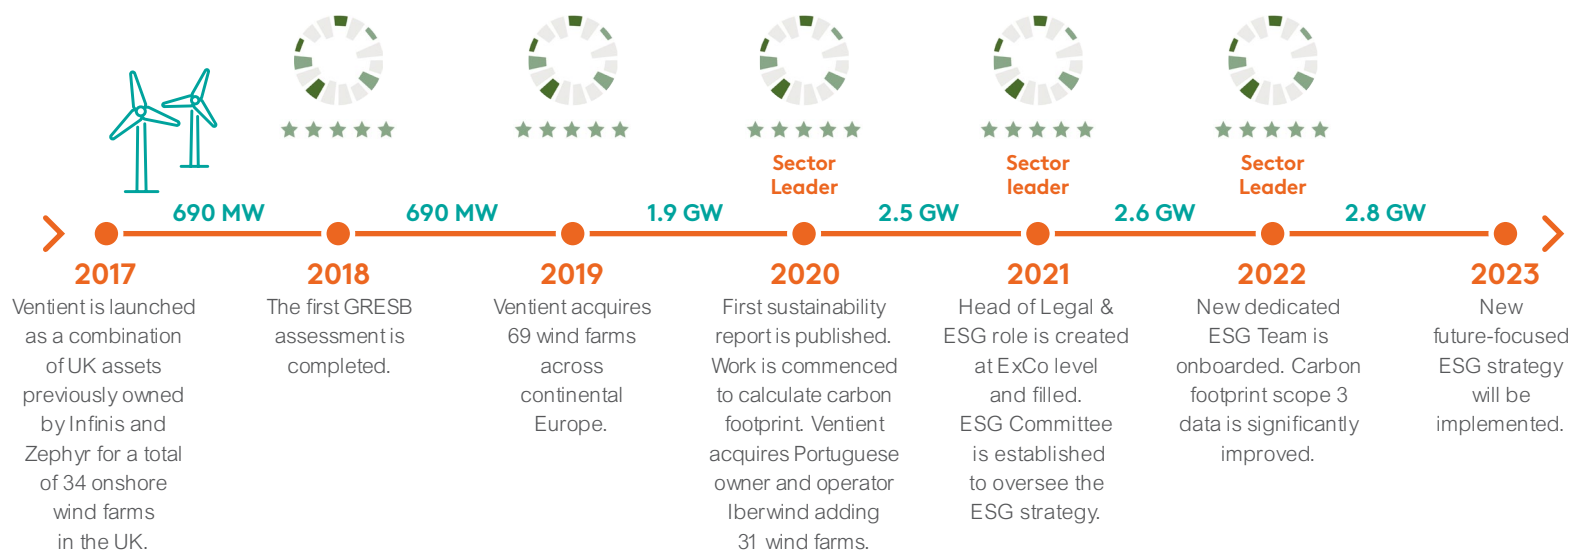 Sector
Leader
Sector
leader
Sector
Leader
690 MW
690 MW
1.9 GW
2.5 GW
2.6 GW
2.8 GW
2017
Ventient is launched
as a combination
of UK assets
previously owned
by Infinis and
Zephyr for a total
of 34 onshore
wind farms
in the UK.
2018
The first GRESB
assessment is
completed.
2019
Ventient acquires
69 wind farms
across
continental
Europe.
2020
First sustainability
report is published.
Work is commenced
to calculate carbon
footprint. Ventient
acquires Portuguese
owner and operator
Iberwind adding
31 wind farms.
2021
Head of Legal &
ESG role is created
at ExCo level
and filled.
ESG Committee
is established
to oversee the
ESG strategy.
2022
New dedicated
ESG Team is
onboarded. Carbon
footprint scope 3
data is significantly
improved.
2023
New
future-focused
ESG strategy
will be
implemented.